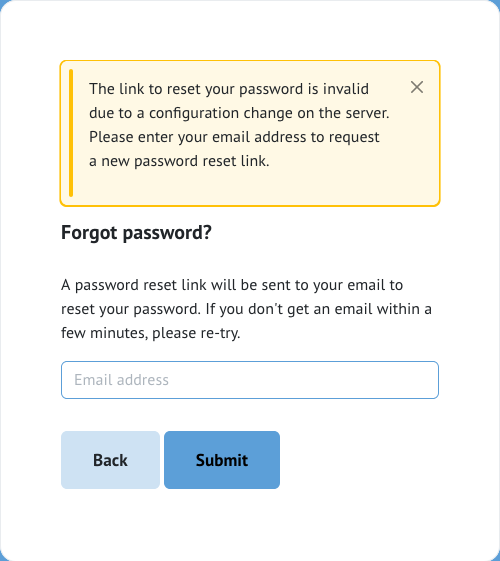 The link to reset your password is invalid
due to a configuration change on the server.
Please enter your email address to request
a new password reset link.
Forgot password?
A password reset link will be sent to your email to
reset your password. If you don't get an email within a
few minutes, please re-try.
Email address
Back Submit